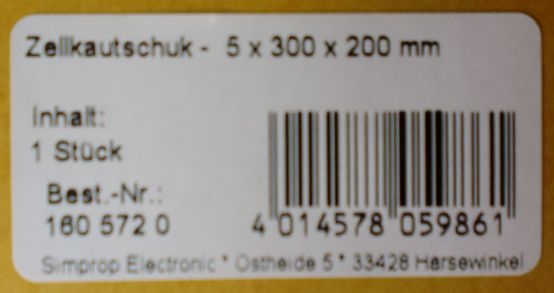 Zellkautschuk - 5 x 300 x 200 mm
Inhalt:
1 Stück
Best.-Nr.:
160 572 0
4 014578 059861
Simprop Electronic * Ostheide 5 * 33428 Harsewinkel